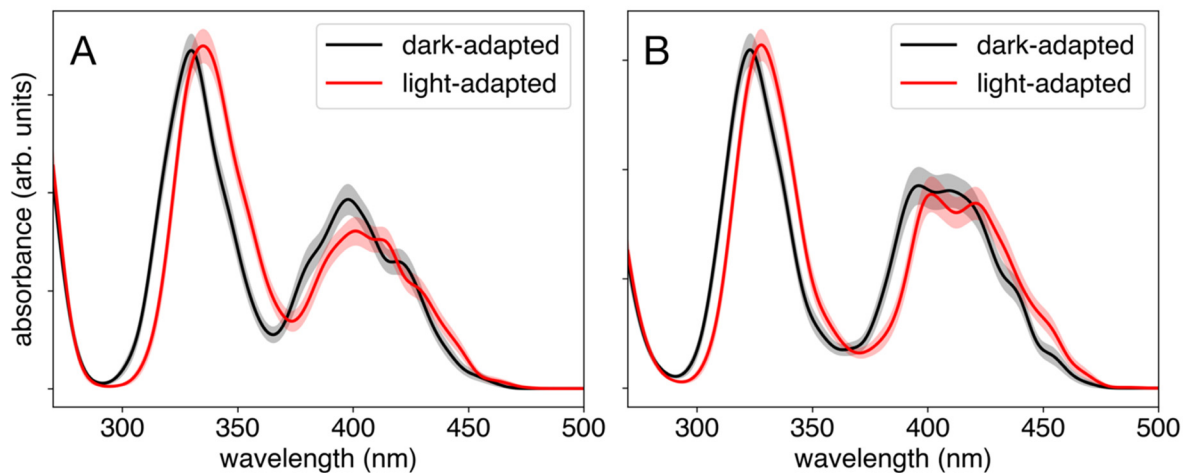 A
dark-adapted
light-adapted
absorbance (arb. units)
300 350 400 450 500
wavelength (nm)
B
dark-adapted
light-adapted
300 350 400 450 500
wavelength (nm)